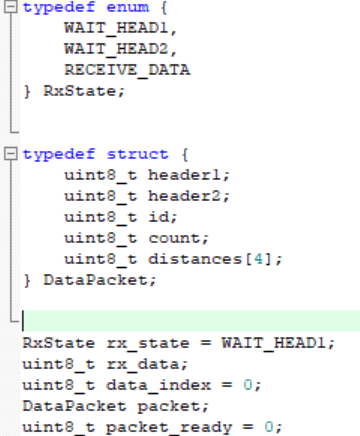 typedef enum {
    WAIT_HEAD1,
    WAIT_HEAD2,
    RECEIVE_DATA
} RxState;
typedef struct {
    uint8_t header1;
    uint8_t header2;
    uint8_t id;
    uint8_t count;
    uint8_t distances[4];
} DataPacket;
RxState rx_state = WAIT_HEAD1;
uint8_t rx_data;
uint8_t data_index = 0;
DataPacket packet;
uint8_t packet_ready = 0;